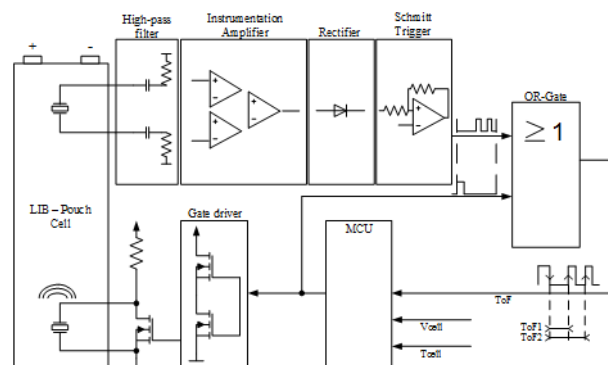 High-pass
filter
Instrumentation
Amplifier
Rectifier
Schmitt
Trigger
OR-Gate
+
-
≥ 1
LIB – Pouch
Cell
Gate driver
MCU
ToF
Vcell
Tcell
ToF1
ToF2